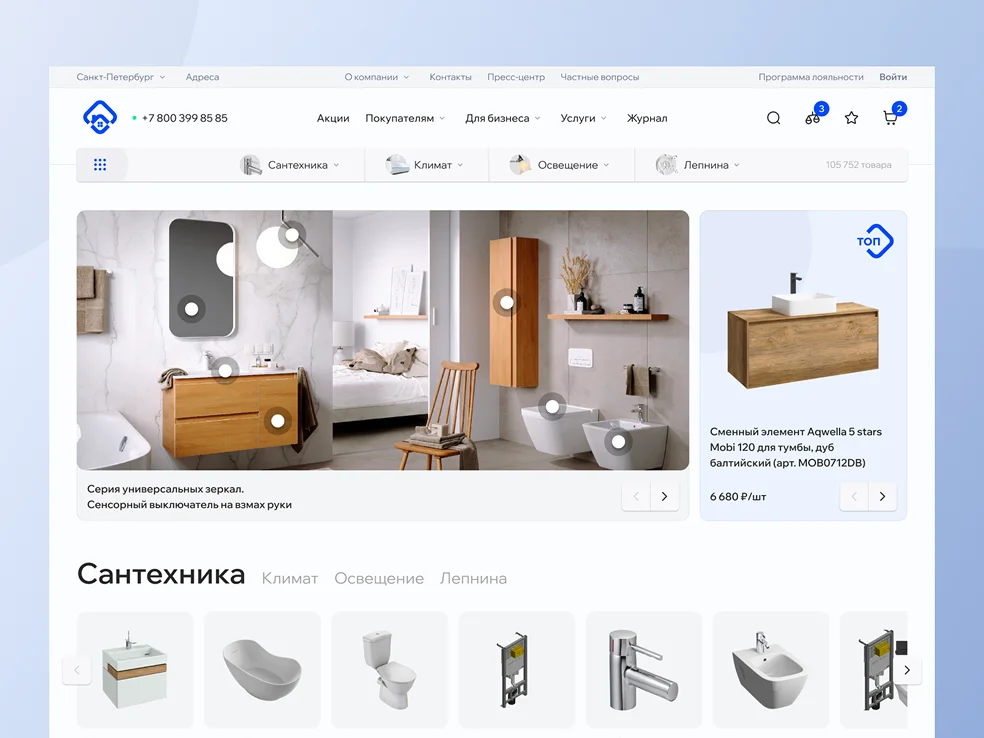 Санкт-Петербург Адреса О компании Контакты Пресс-центр Частные вопросы Программа лояльности Войти
+7 800 399 85 85 Акции Покупателям Для бизнеса Услуги Журнал 3 2
Сантехника Климат Освещение Лепнина 105 752 товара
ТОП
Сменный элемент Aqwella 5 stars
Mobi 120 для тумбы, дуб
балтийский (арт. MOB0712DB)
6 680 ₽/шт
Серия универсальных зеркал.
Сенсорный выключатель на взмах руки
Сантехника Климат Освещение Лепнина